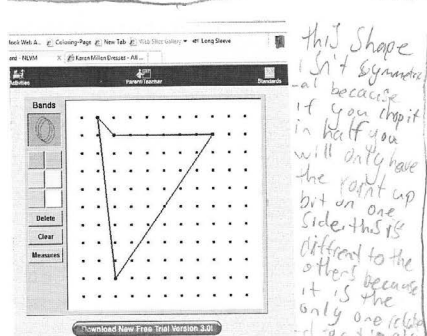 look Web A... Coloring-Page New Tab Web Slice Gallery Long Sleeve
ord - NLVM X Karen Millen Dresses - All ...
Activities Parent/Teacher Standards
Bands
Delete
Clear
Measures
Download New Free Trial Version 3.0!
this Shape
isn't symmetric
-al because
if you chop it
in half you
will only have
the point up
bit on one
side. this is
diffrent to the
others because
it is the
only one